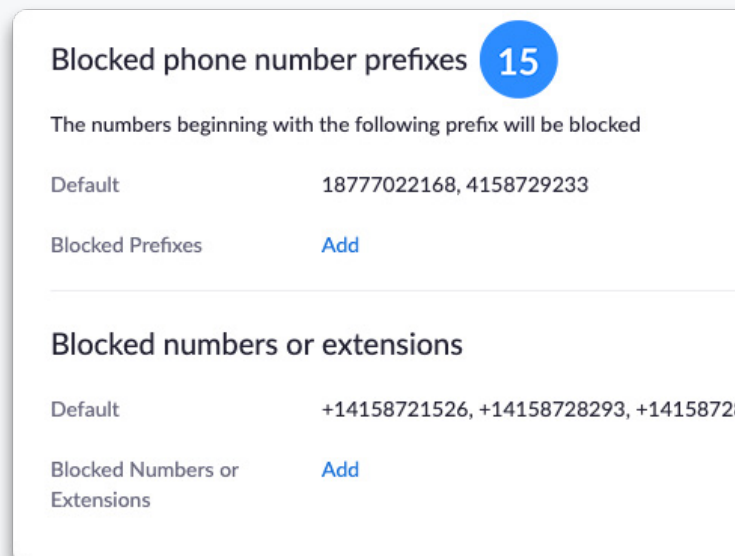 Blocked phone number prefixes 15
The numbers beginning with the following prefix will be blocked
Default 18777022168, 4158729233
Blocked Prefixes Add
Blocked numbers or extensions
Default +14158721526, +14158728293,
Blocked Numbers or Add
Extensions